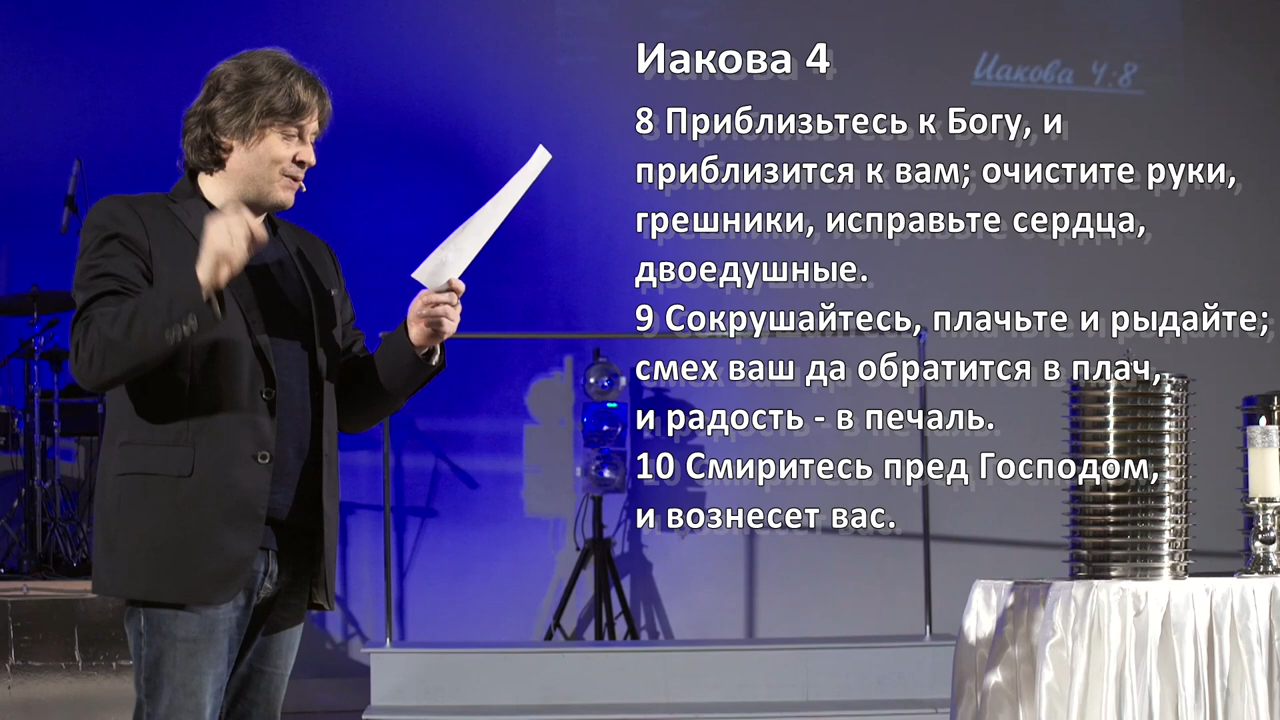 Иакова 4
Иакова 4:8
8 Приблизьтесь к Богу, и
приблизится к вам; очистите руки,
грешники, исправьте сердца,
двоедушные.
9 Сокрушайтесь, плачьте и рыдайте;
смех ваш да обратится в плач,
и радость - в печаль.
10 Смиритесь пред Господом,
и вознесет вас.